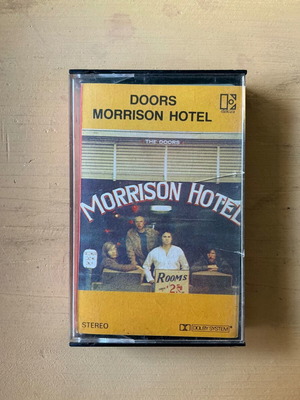 DOORS
MORRISON HOTEL
THE DOORS
MORRISON HOTEL
ROOMS
STEREO
DOLBY SYSTEM